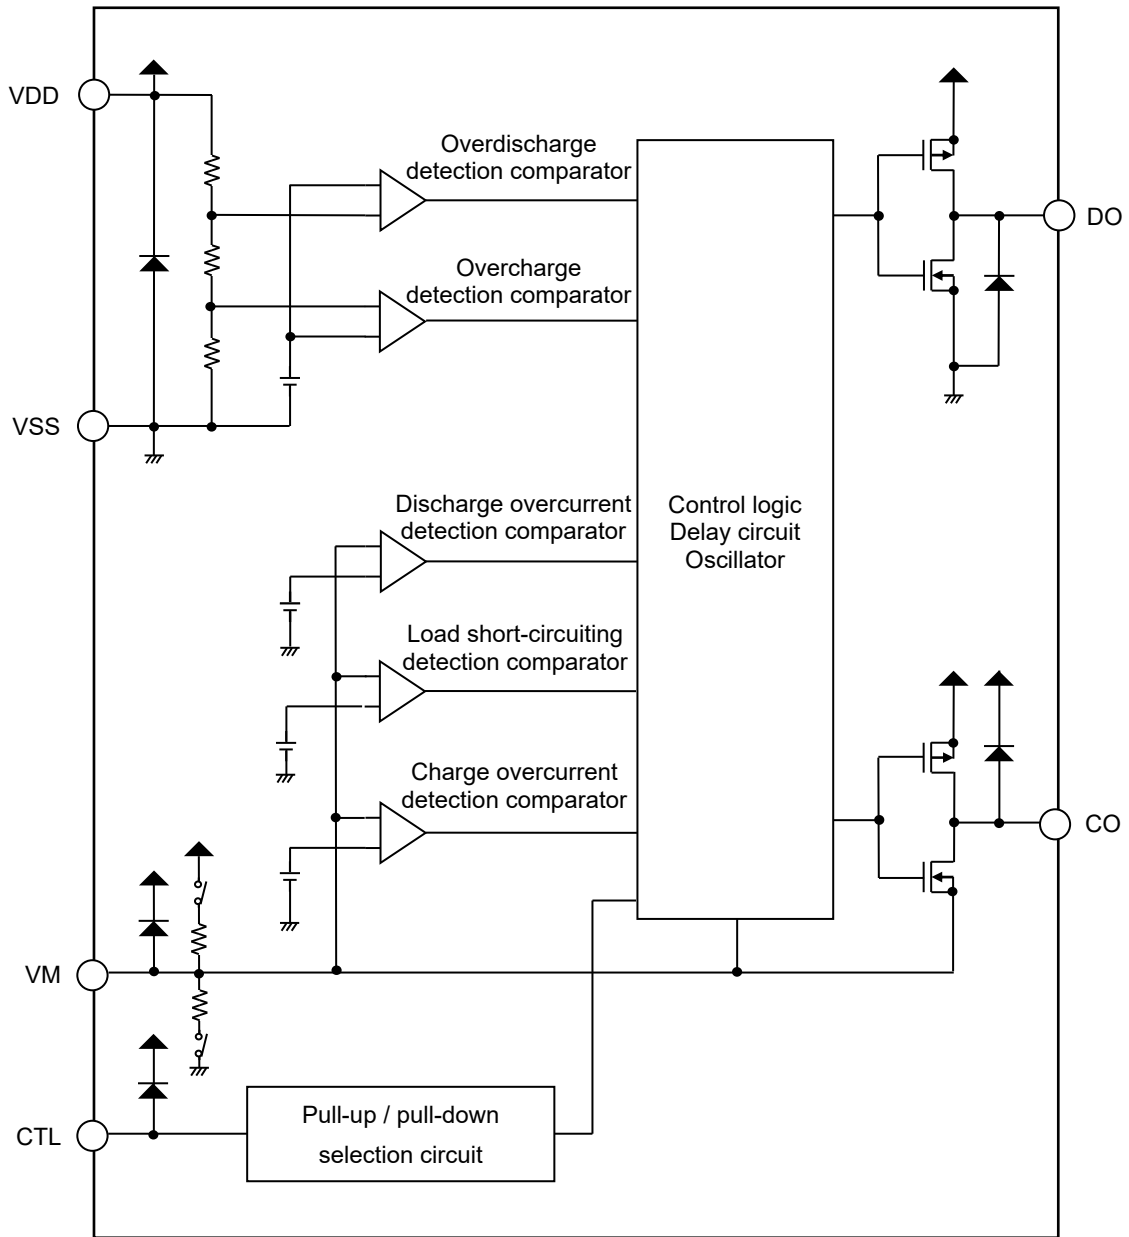 VDD
Overdischarge
detection comparator
DO
Overcharge
detection comparator
VSS
Discharge overcurrent
detection comparator
Control logic
Delay circuit
Oscillator
Load short-circuiting
detection comparator
Charge overcurrent
detection comparator
CO
VM
CTL
Pull-up / pull-down
selection circuit